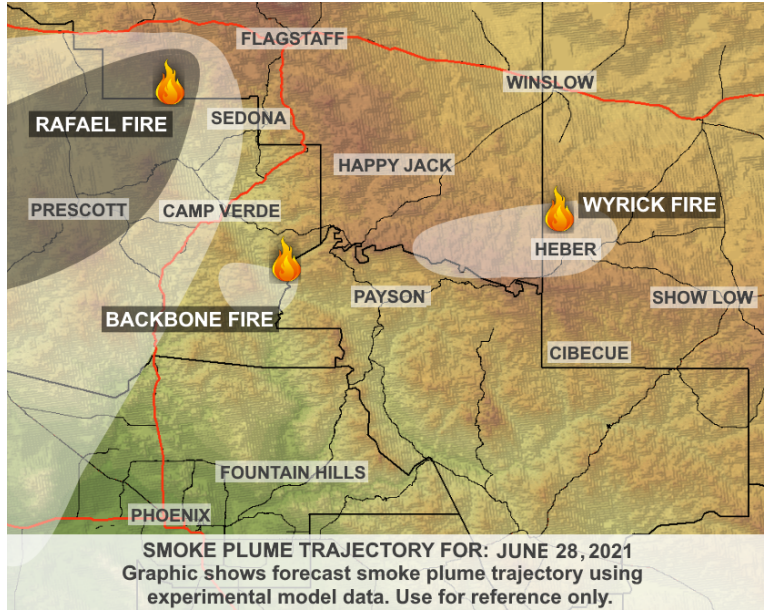 FLAGSTAFF
WINSLOW
RAFAEL FIRE
SEDONA
HAPPY JACK
PRESCOTT
CAMP VERDE
WYRICK FIRE
HEBER
PAYSON
SHOW LOW
BACKBONE FIRE
CIBECUE
FOUNTAIN HILLS
PHOENIX
SMOKE PLUME TRAJECTORY FOR: JUNE 28, 2021
Graphic shows forecast smoke plume trajectory using
experimental model data. Use for reference only.